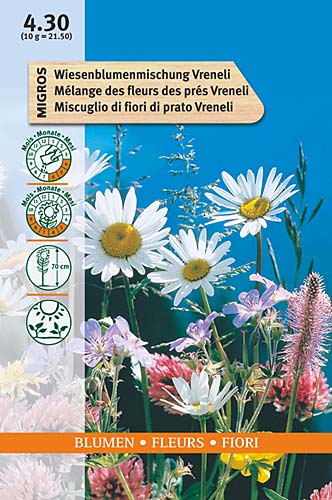 4.30
(10 g = 21.50)
MIGROS
Wiesenblumenmischung Vreneli
Mélange des fleurs des prés Vreneli
Miscuglio di fiori di prato Vreneli
Mois • Monate • Mesi
Mois • Monate • Mesi
70 cm
BLUMEN • FLEURS • FIORI